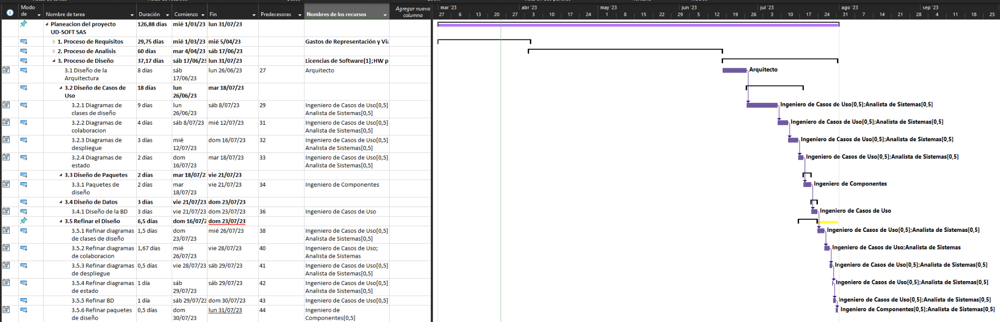 mar '23 abr '23 may '23 jun '23 jul '23 ago '23 sep '23
Modo de Nombre de tarea Duración Comienzo Fin Predecesoras Nombres de los recursos Agregar nueva columna
27 6 13 20 27 3 10 17 24 1 8 15 22 29 5 12 19 26 3 10 17 24 31 7 14 21 28 4 11 18 25
Planeacion del proyecto UD-SOFT SAS 126,88 días mié 1/03/23 lun 31/07/23
1. Proceso de Requisitos 29,75 días mié 1/03/23 mié 5/04/23 Gastos de Representación y Via
2. Proceso de Analisis 60 días mar 4/04/23 sáb 17/06/23
3. Proceso de Diseño 37,17 días sáb 17/06/23 lun 31/07/23 Licencias de Software[1];HW p
3.1 Diseño de la Arquitectura 8 días sáb 17/06/23 lun 26/06/23 27 Arquitecto
Arquitecto
3.2 Diseño de Casos de Uso 18 días lun 26/06/23 mar 18/07/23
3.2.1 Diagramas de clases de diseño 9 días lun 26/06/23 sáb 8/07/23 29 Ingeniero de Casos de Uso[0,5] Analista de Sistemas[0,5]
Ingeniero de Casos de Uso[0,5];Analista de Sistemas[0,5]
3.2.2 Diagramas de colaboracion 4 días sáb 8/07/23 mié 12/07/23 31 Ingeniero de Casos de Uso[0,5] Analista de Sistemas[0,5]
Ingeniero de Casos de Uso[0,5];Analista de Sistemas[0,5]
3.2.3 Diagramas de despliegue 3 días mié 12/07/23 dom 16/07/23 32 Ingeniero de Casos de Uso[0,5] Analista de Sistemas[0,5]
Ingeniero de Casos de Uso[0,5];Analista de Sistemas[0,5]
3.2.4 Diagramas de estado 2 días dom 16/07/23 mar 18/07/23 33 Ingeniero de Casos de Uso[0,5] Analista de Sistemas[0,5]
Ingeniero de Casos de Uso[0,5];Analista de Sistemas[0,5]
3.3 Diseño de Paquetes 2 días mar 18/07/2 vie 21/07/23
3.3.1 Paquetes de diseño 2 días mar 18/07/23 vie 21/07/23 34 Ingeniero de Componentes
Ingeniero de Componentes
3.4 Diseño de Datos 3 días vie 21/07/23 dom 23/07/23
3.4.1 Diseño de la BD 3 días vie 21/07/23 dom 23/07/23 36 Ingeniero de Casos de Uso
Ingeniero de Casos de Uso
3.5 Refinar el Diseño 6,5 días dom 16/07/2 dom 23/07/23
3.5.1 Refinar diagramas de clases de diseño 1,5 días dom 23/07/23 mié 26/07/23 38 Ingeniero de Casos de Uso[0,5] Analista de Sistemas[0,5]
Ingeniero de Casos de Uso[0,5];Analista de Sistemas[0,5]
3.5.2 Refinar diagramas de colaboracion 1,67 días mié 26/07/23 vie 28/07/23 40 Ingeniero de Casos de Uso; Analista de Sistemas
Ingeniero de Casos de Uso;Analista de Sistemas
3.5.3 Refinar diagramas de despliegue 0,5 días vie 28/07/23 sáb 29/07/23 41 Ingeniero de Casos de Uso[0,5] Analista de Sistemas[0,5]
Ingeniero de Casos de Uso[0,5];Analista de Sistemas[0,5]
3.5.4 Refinar diagramas de estado 1 día sáb 29/07/23 sáb 29/07/23 42 Ingeniero de Casos de Uso[0,5] Analista de Sistemas[0,5]
Ingeniero de Casos de Uso[0,5];Analista de Sistemas[0,5]
3.5.5 Refinar BD 1 día sáb 29/07/23 dom 30/07/23 43 Ingeniero de Casos de Uso[0,5]
Ingeniero de Casos de Uso[0,5];Analista de Sistemas[0,5]
3.5.6 Refinar paquetes de diseño 0,5 días dom 30/07/23 lun 31/07/23 44 Ingeniero de Componentes[0,5]
Ingeniero de Componentes[0,5];Analista de Sistemas[0,5]